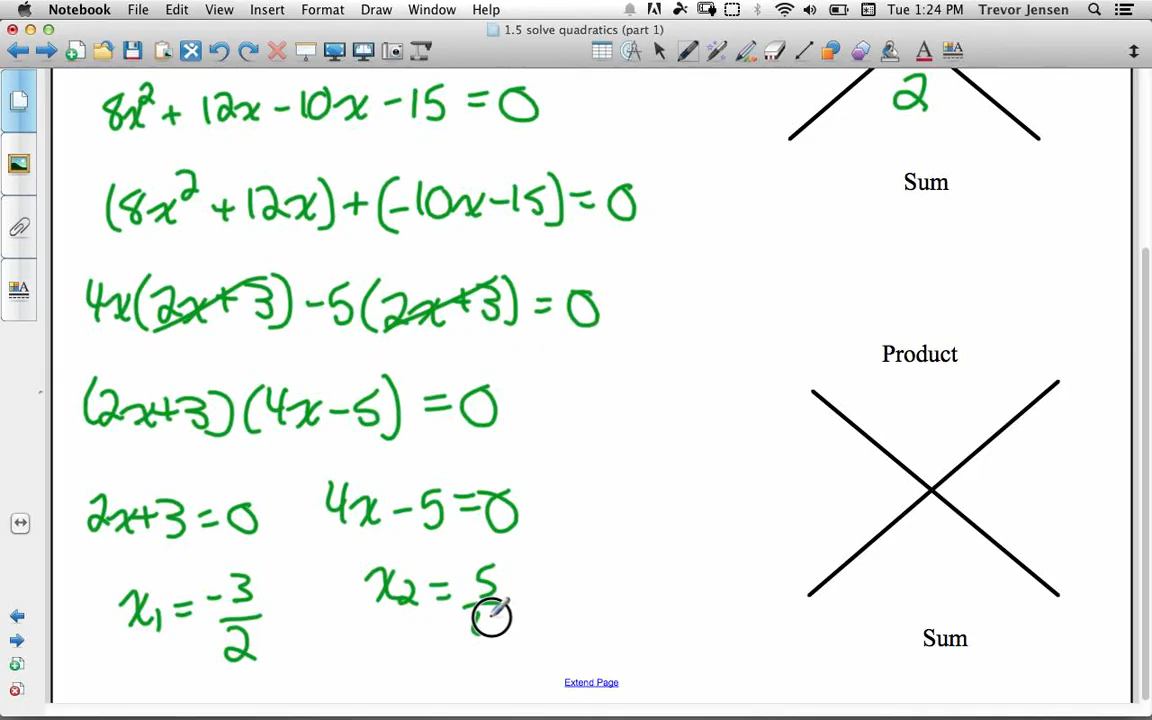 Notebook File Edit View Insert Format Draw Window Help Tue 1:24 PM Trevor Jensen
1.5 solve quadratics (part 1)
8x² + 12x - 10x - 15 = 0
2
Sum
(8x² + 12x) + (-10x - 15) = 0
4x(2x+3) - 5(2x+3) = 0
Product
(2x+3)(4x-5) = 0
2x+3=0 4x-5=0
x₁ = -3/2 x₂ = 5/
Sum
Extend Page